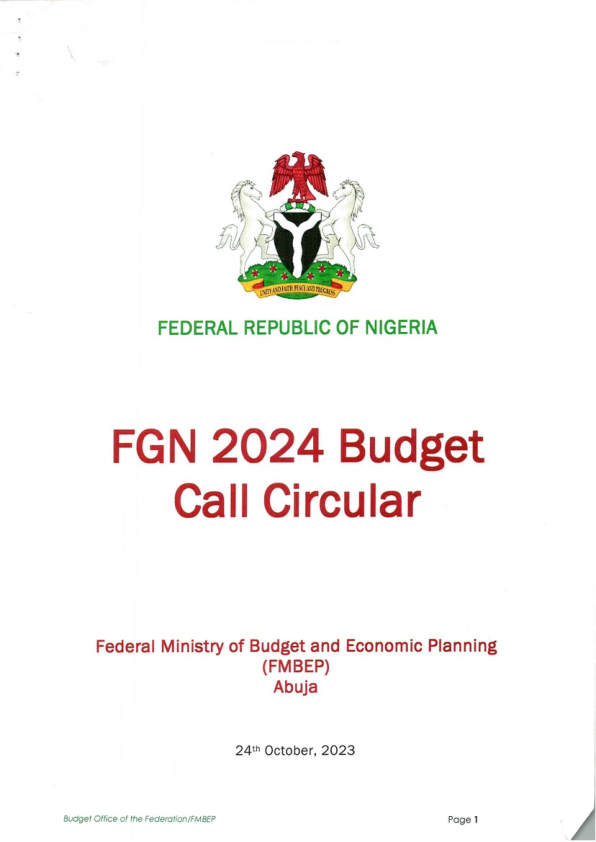 UNITY AND FAITH, PEACE AND PROGRESS
FEDERAL REPUBLIC OF NIGERIA
FGN 2024 Budget
Call Circular
Federal Ministry of Budget and Economic Planning
(FMBEP)
Abuja
24th October, 2023
Budget Office of the Federation/FMBEP
Page 1